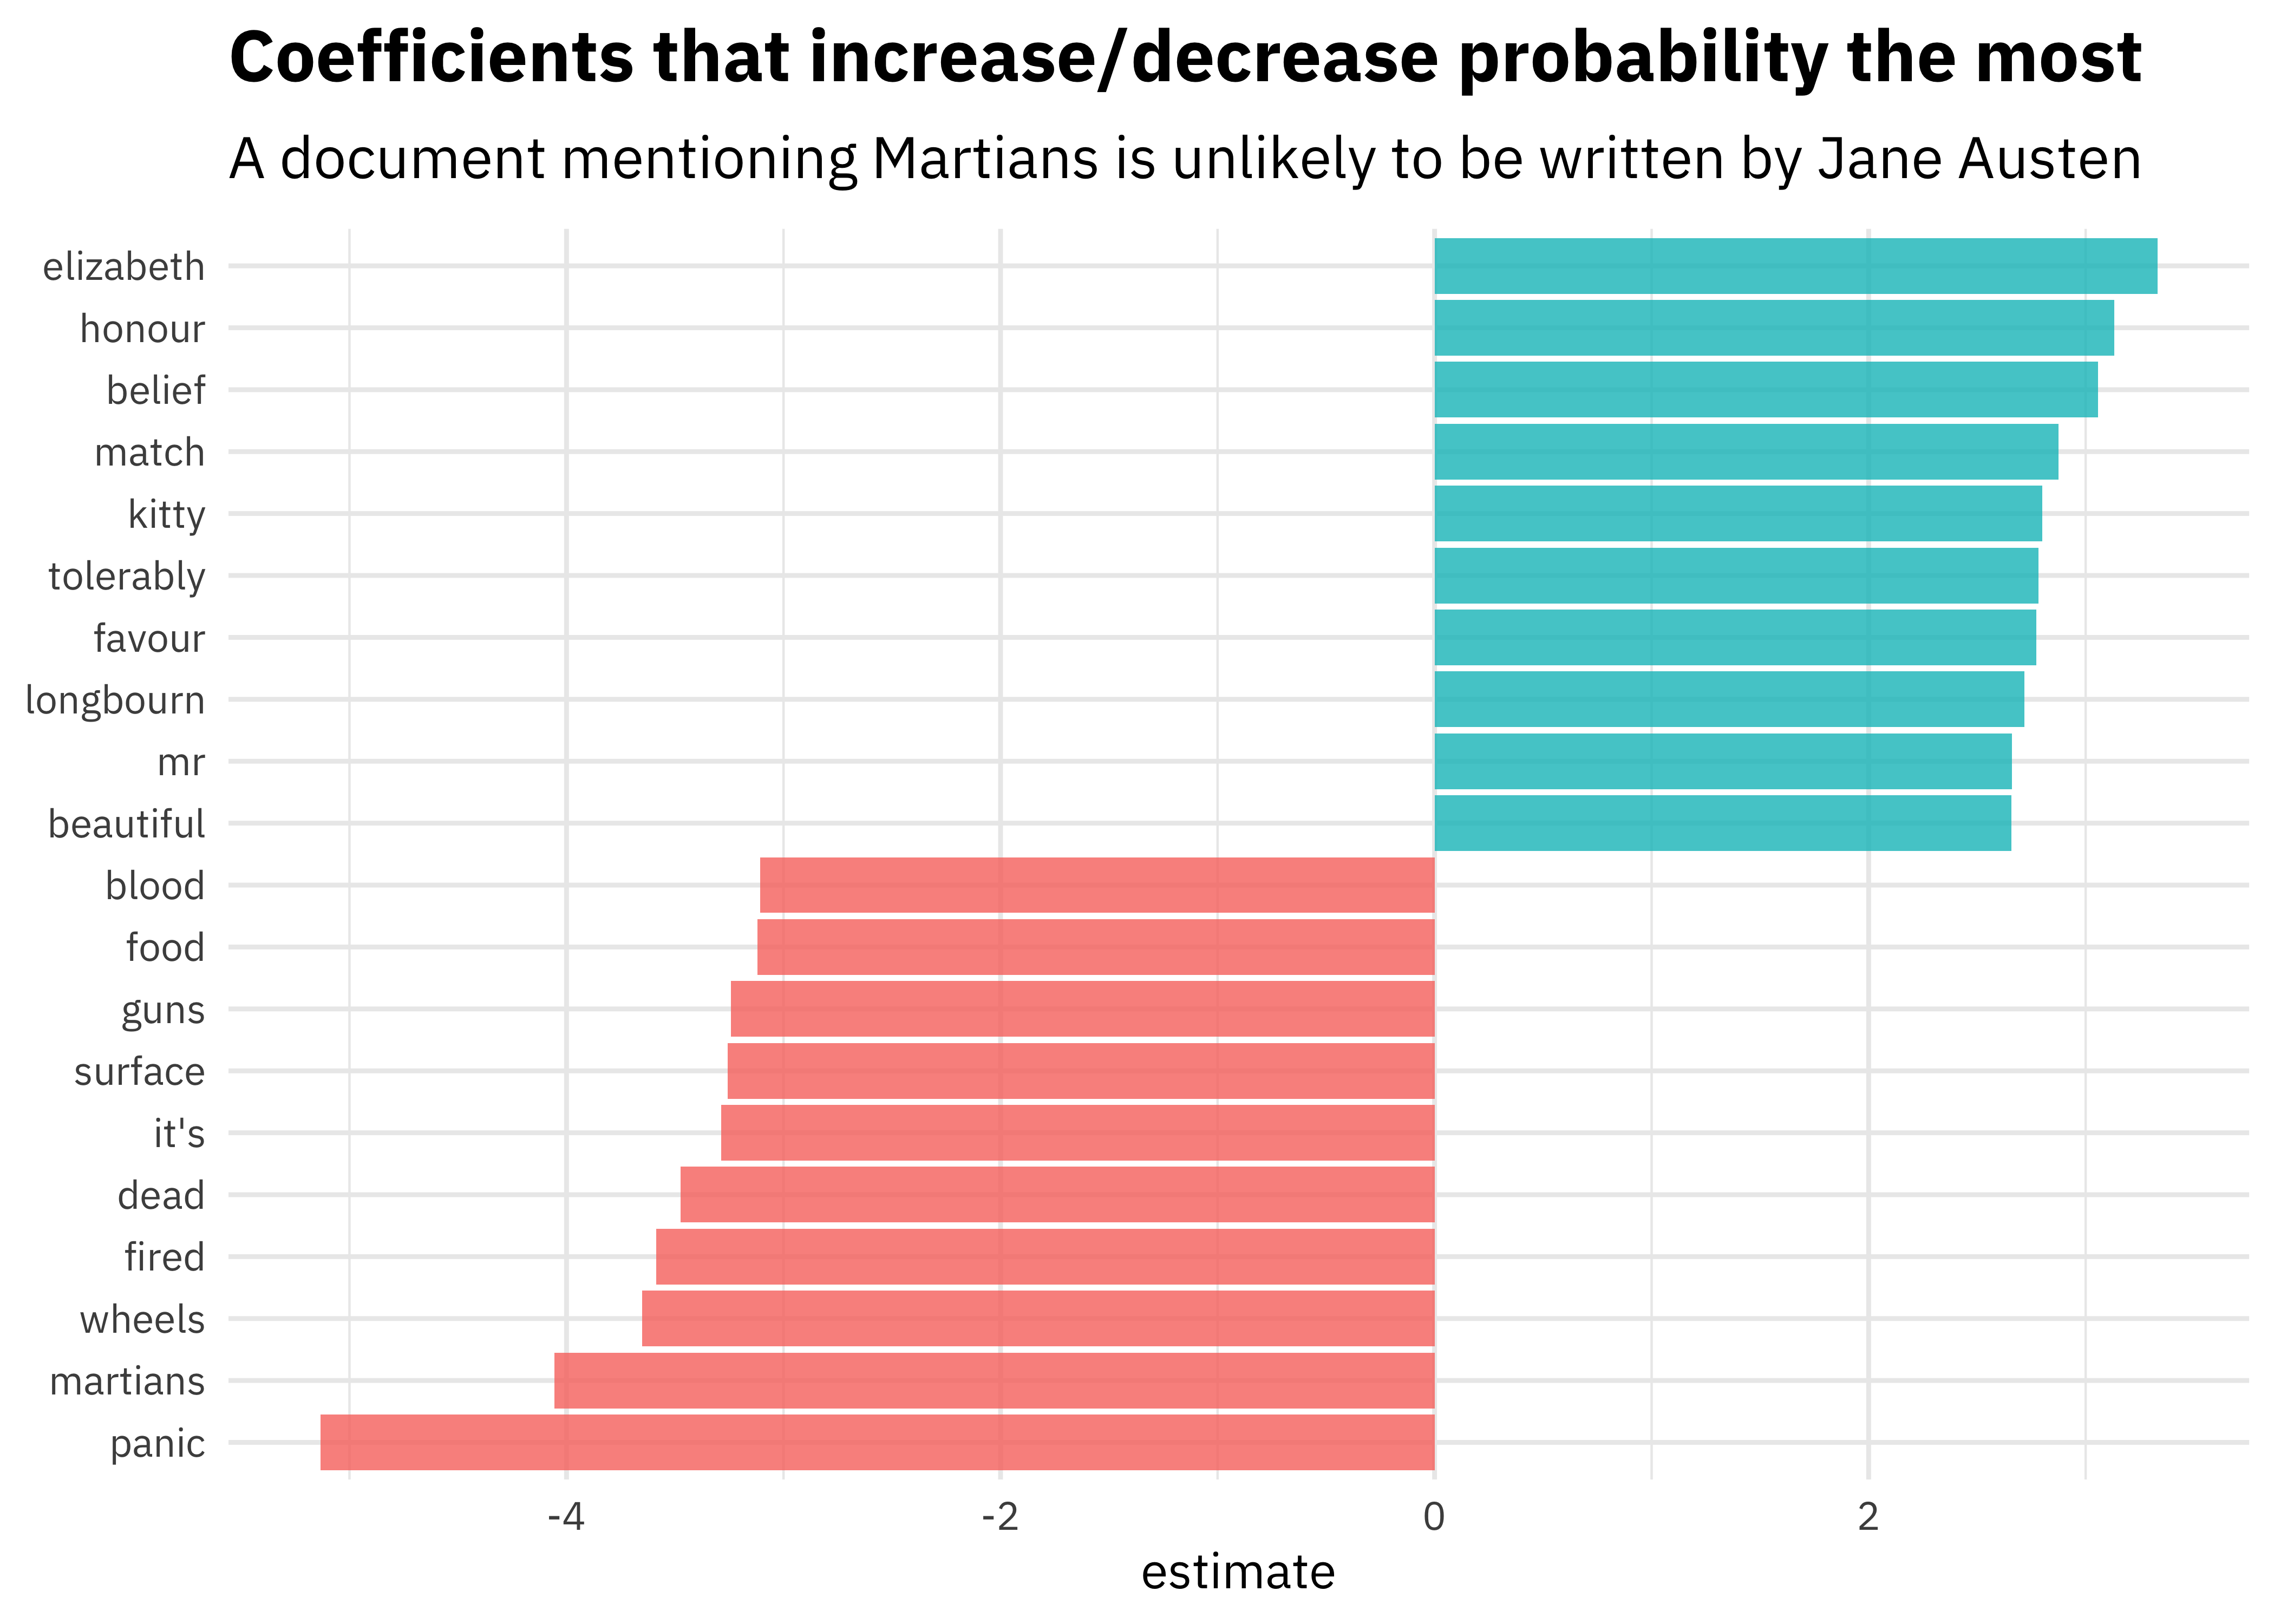 Coefficients that increase/decrease probability the most
A document mentioning Martians is unlikely to be written by Jane Austen
elizabeth
honour
belief
match
kitty
tolerably
favour
longbourn
mr
beautiful
blood
food
guns
surface
it's
dead
fired
wheels
martians
panic
-4 -2 0 2
estimate